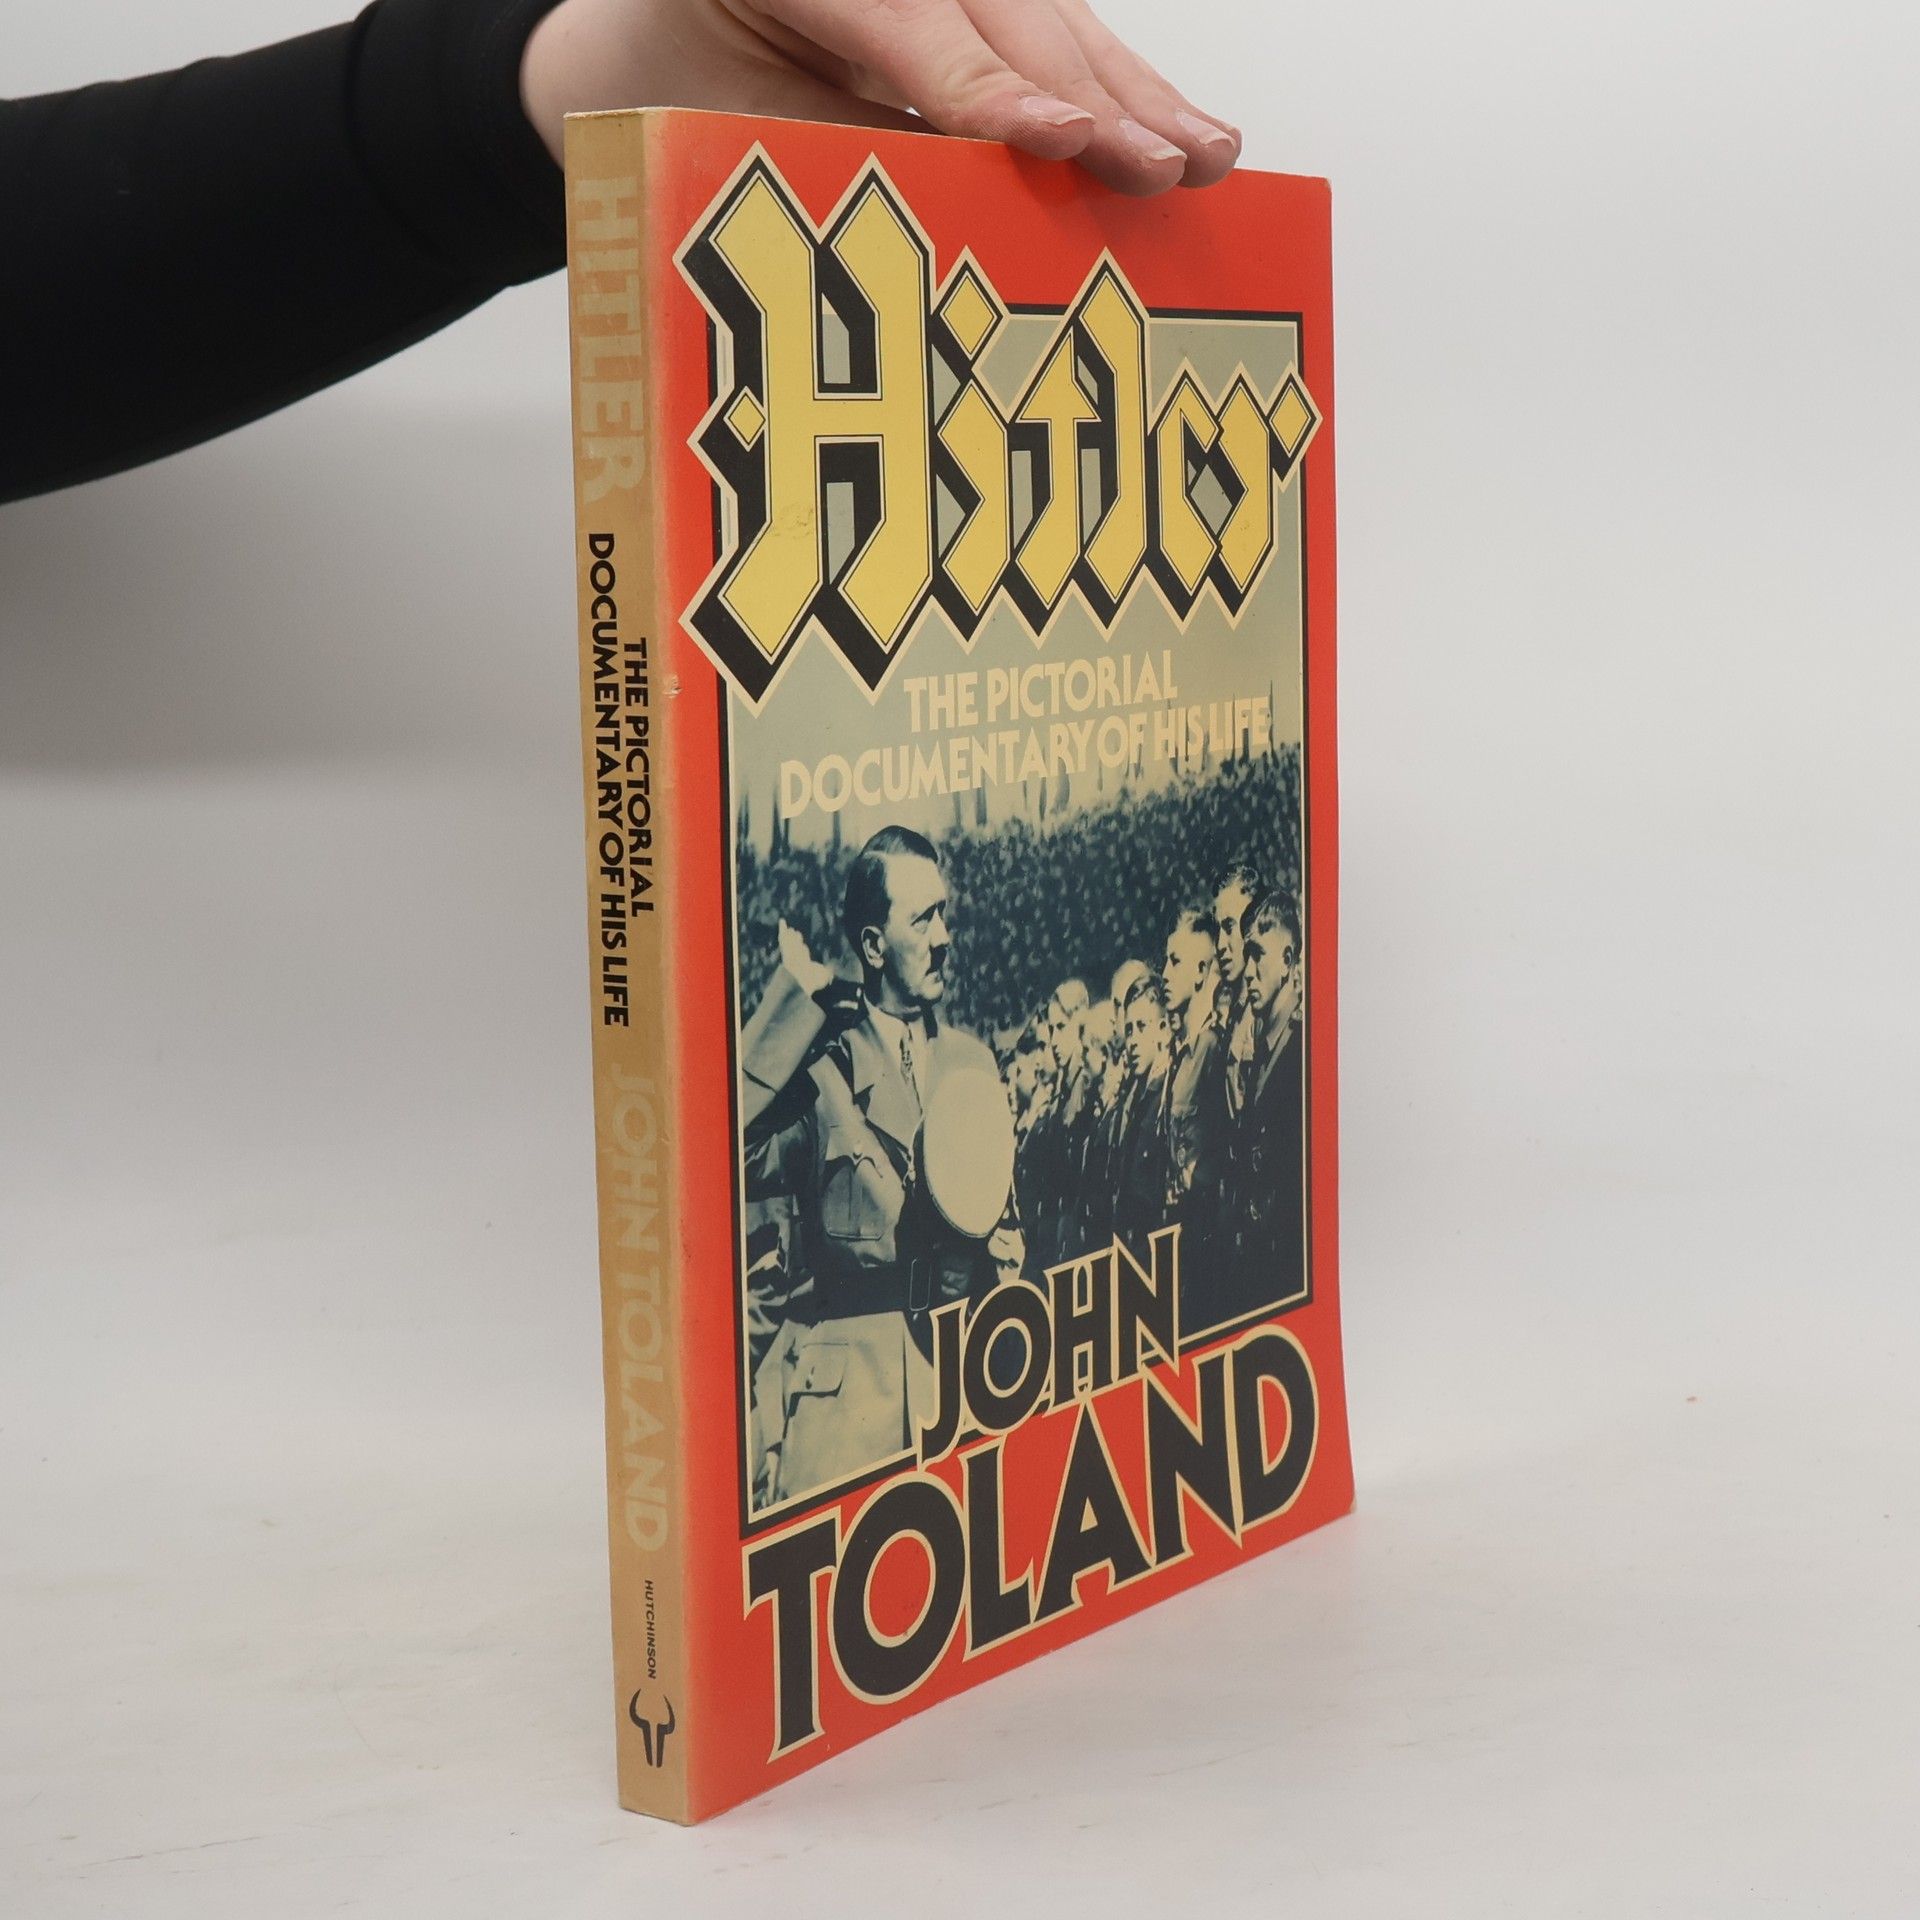 HITLER
THE PICTORIAL
DOCUMENTARY OF HIS LIFE
JOHN TOLAND
HUTCHINSON
Hitler
THE PICTORIAL
DOCUMENTARY OF HIS LIFE
JOHN
TOLAND